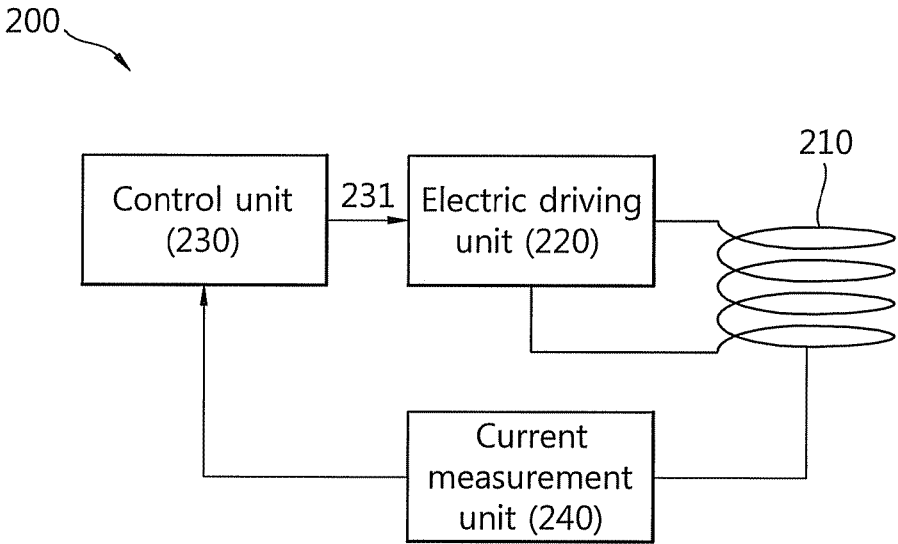 200
210
Control unit
(230)
231
Electric driving
unit (220)
Current
measurement
unit (240)